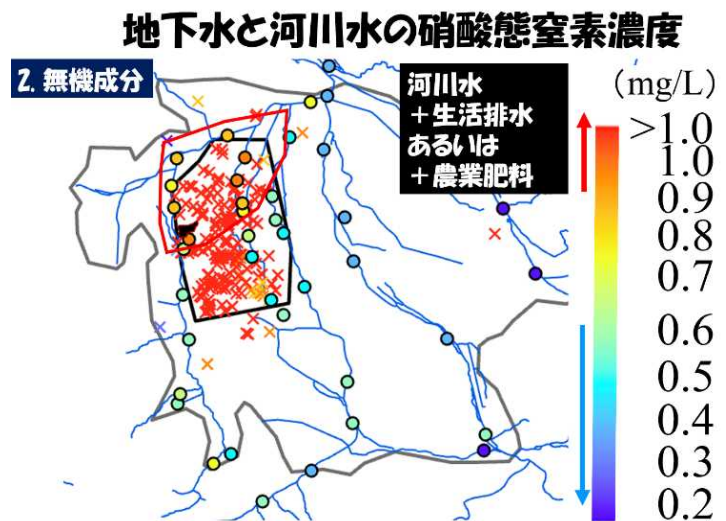 地下水と河川水の硝酸態窒素濃度
2. 無機成分
河川水
+生活排水
あるいは
+農業肥料
(mg/L)
>1.0
1.0
0.9
0.8
0.7
0.6
0.5
0.4
0.3
0.2